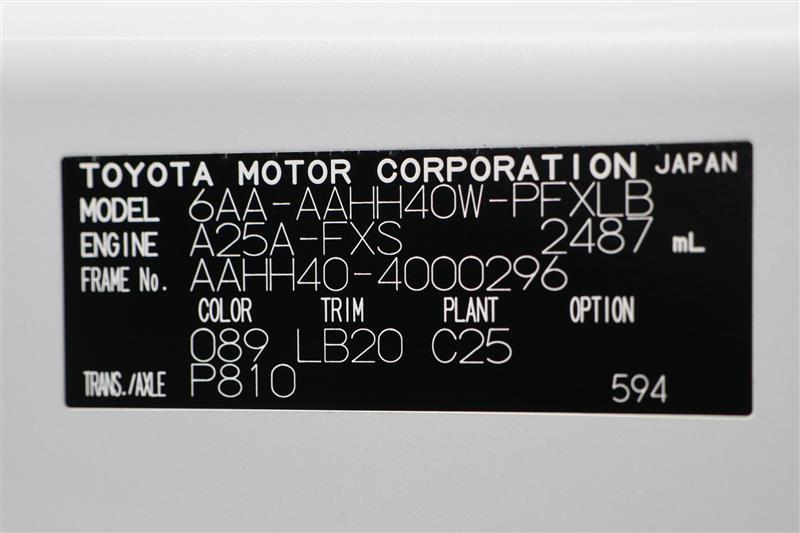 TOYOTA MOTOR CORPORATION JAPAN
MODEL 6AA-AAHH40W-PFXLB
ENGINE A25A-FXS 2487 mL
FRAME No. AAHH40-4000296
COLOR TRIM PLANT OPTION
089 LB20 C25
TRANS./AXLE P810 594